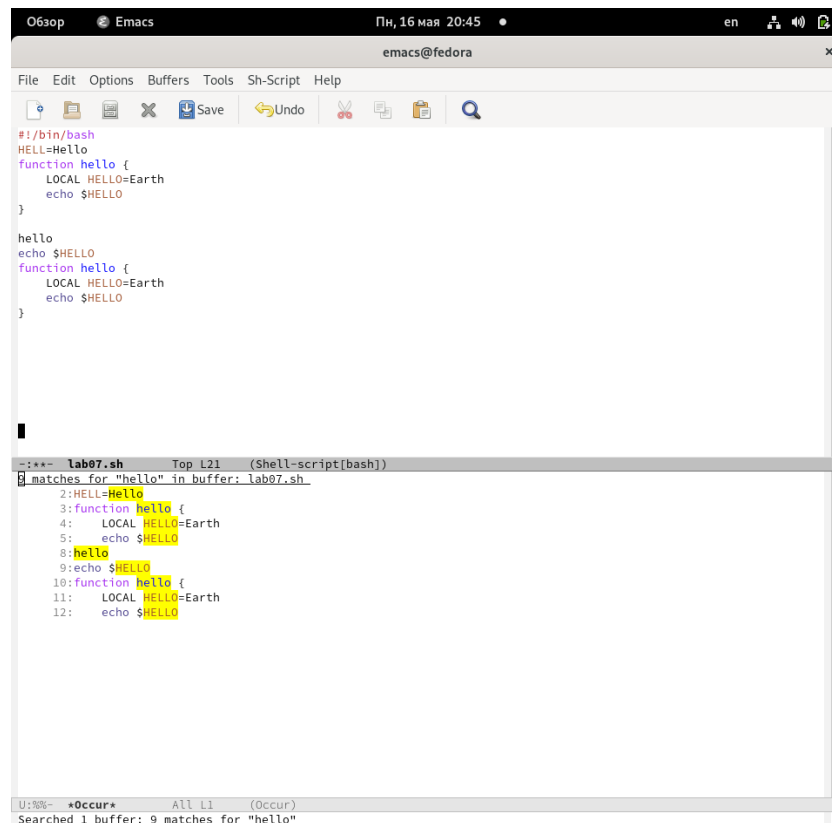 Обзор Emacs Пн, 16 мая 20:45 en
emacs@fedora ×
File Edit Options Buffers Tools Sh-Script Help
Save Undo
#!/bin/bash
HELL=Hello
function hello {
    LOCAL HELLO=Earth
    echo $HELLO
}
hello
echo $HELLO
function hello {
    LOCAL HELLO=Earth
    echo $HELLO
}
-:**- lab07.sh Top L21 (Shell-script[bash])
9 matches for "hello" in buffer: lab07.sh
2:HELL=Hello
3:function hello {
4:    LOCAL HELLO=Earth
5:    echo $HELLO
8:hello
9:echo $HELLO
10:function hello {
11:    LOCAL HELLO=Earth
12:    echo $HELLO
U:%%- *Occur* All L1 (Occur)
Searched 1 buffer: 9 matches for "hello"